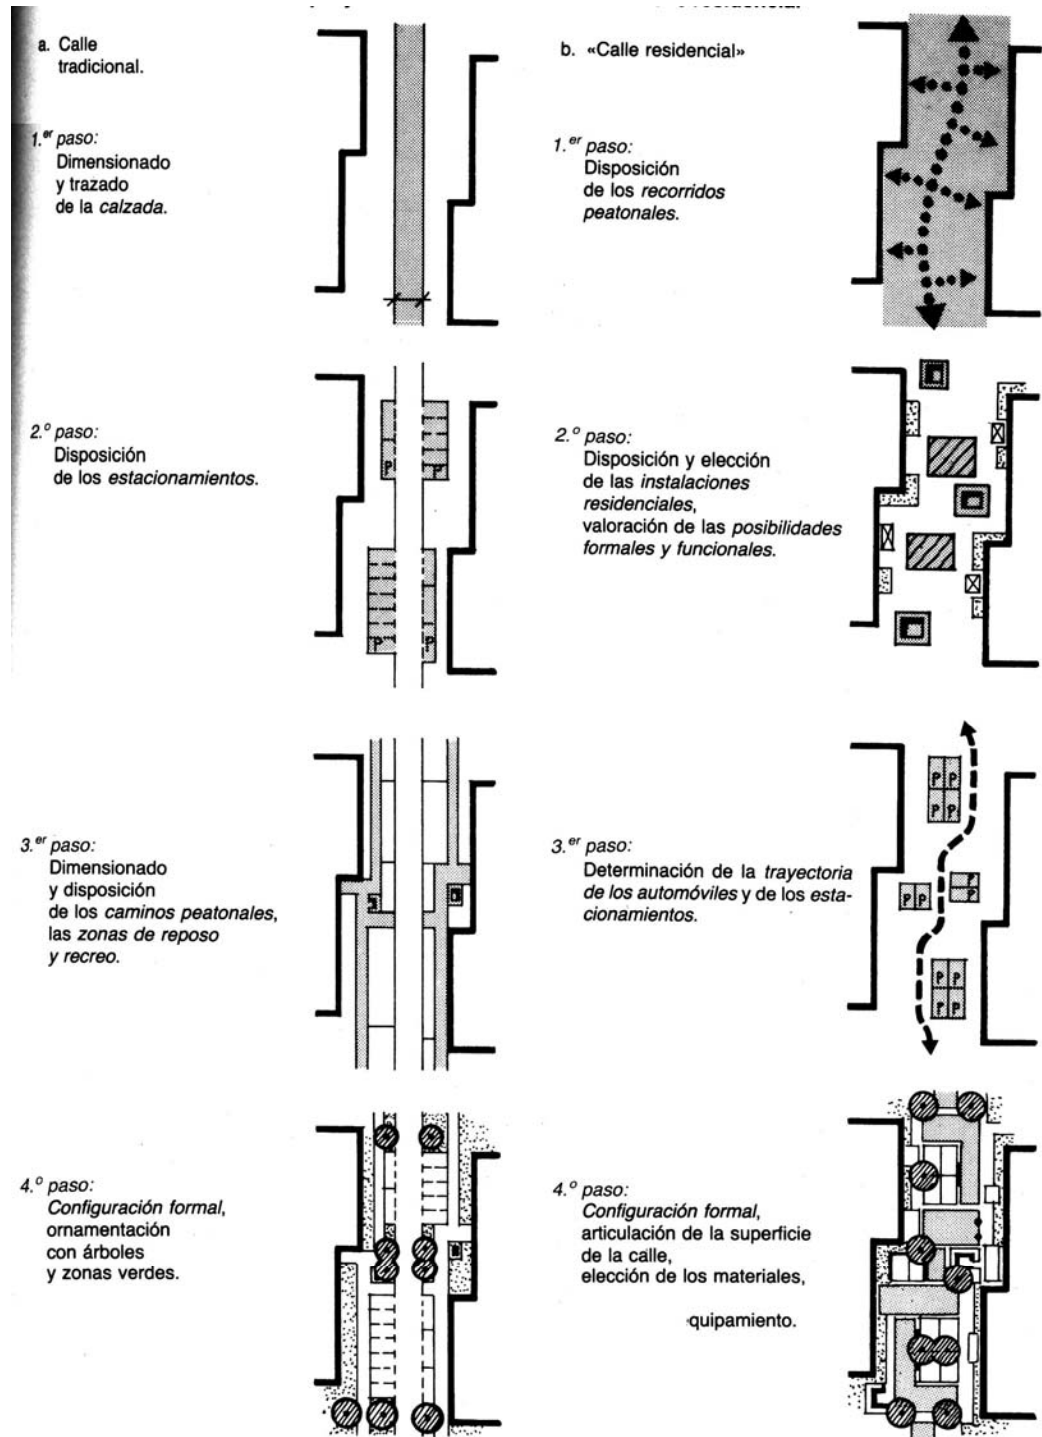 a. Calle
tradicional.
1.er paso:
Dimensionado
y trazado
de la calzada.
2.º paso:
Disposición
de los estacionamientos.
P P
P P
3.er paso:
Dimensionado
y disposición
de los caminos peatonales,
las zonas de reposo
y recreo.
4.º paso:
Configuración formal,
ornamentación
con árboles
y zonas verdes.
b. «Calle residencial»
1.er paso:
Disposición
de los recorridos
peatonales.
2.º paso:
Disposición y elección
de las instalaciones
residenciales,
valoración de las posibilidades
formales y funcionales.
3.er paso:
Determinación de la trayectoria
de los automóviles y de los esta-
cionamientos.
P P
P P
P P
P
P
P P
P P
4.º paso:
Configuración formal,
articulación de la superficie
de la calle,
elección de los materiales,
quipamiento.